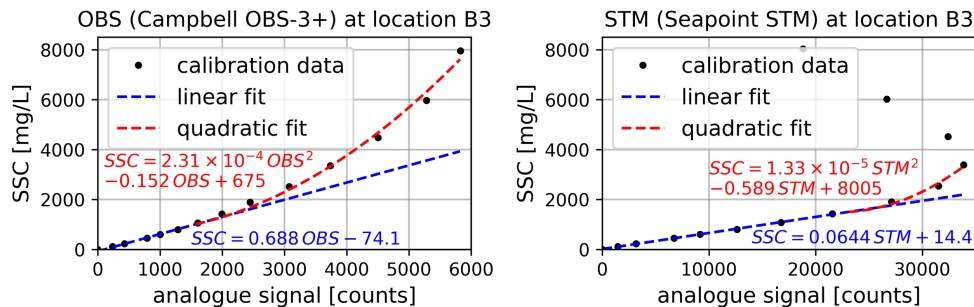 OBS (Campbell OBS-3+) at location B3
SSC [mg/L]
8000
6000
4000
2000
0
calibration data
linear fit
quadratic fit
SSC = 2.31 × 10⁻⁴ OBS²
−0.152 OBS + 675
SSC = 0.688 OBS − 74.1
0 1000 2000 3000 4000 5000 6000
analogue signal [counts]
STM (Seapoint STM) at location B3
SSC [mg/L]
8000
6000
4000
2000
0
calibration data
linear fit
quadratic fit
SSC = 1.33 × 10⁻⁵ STM²
−0.589 STM + 8005
SSC = 0.0644 STM + 14.4
0 10000 20000 30000
analogue signal [counts]